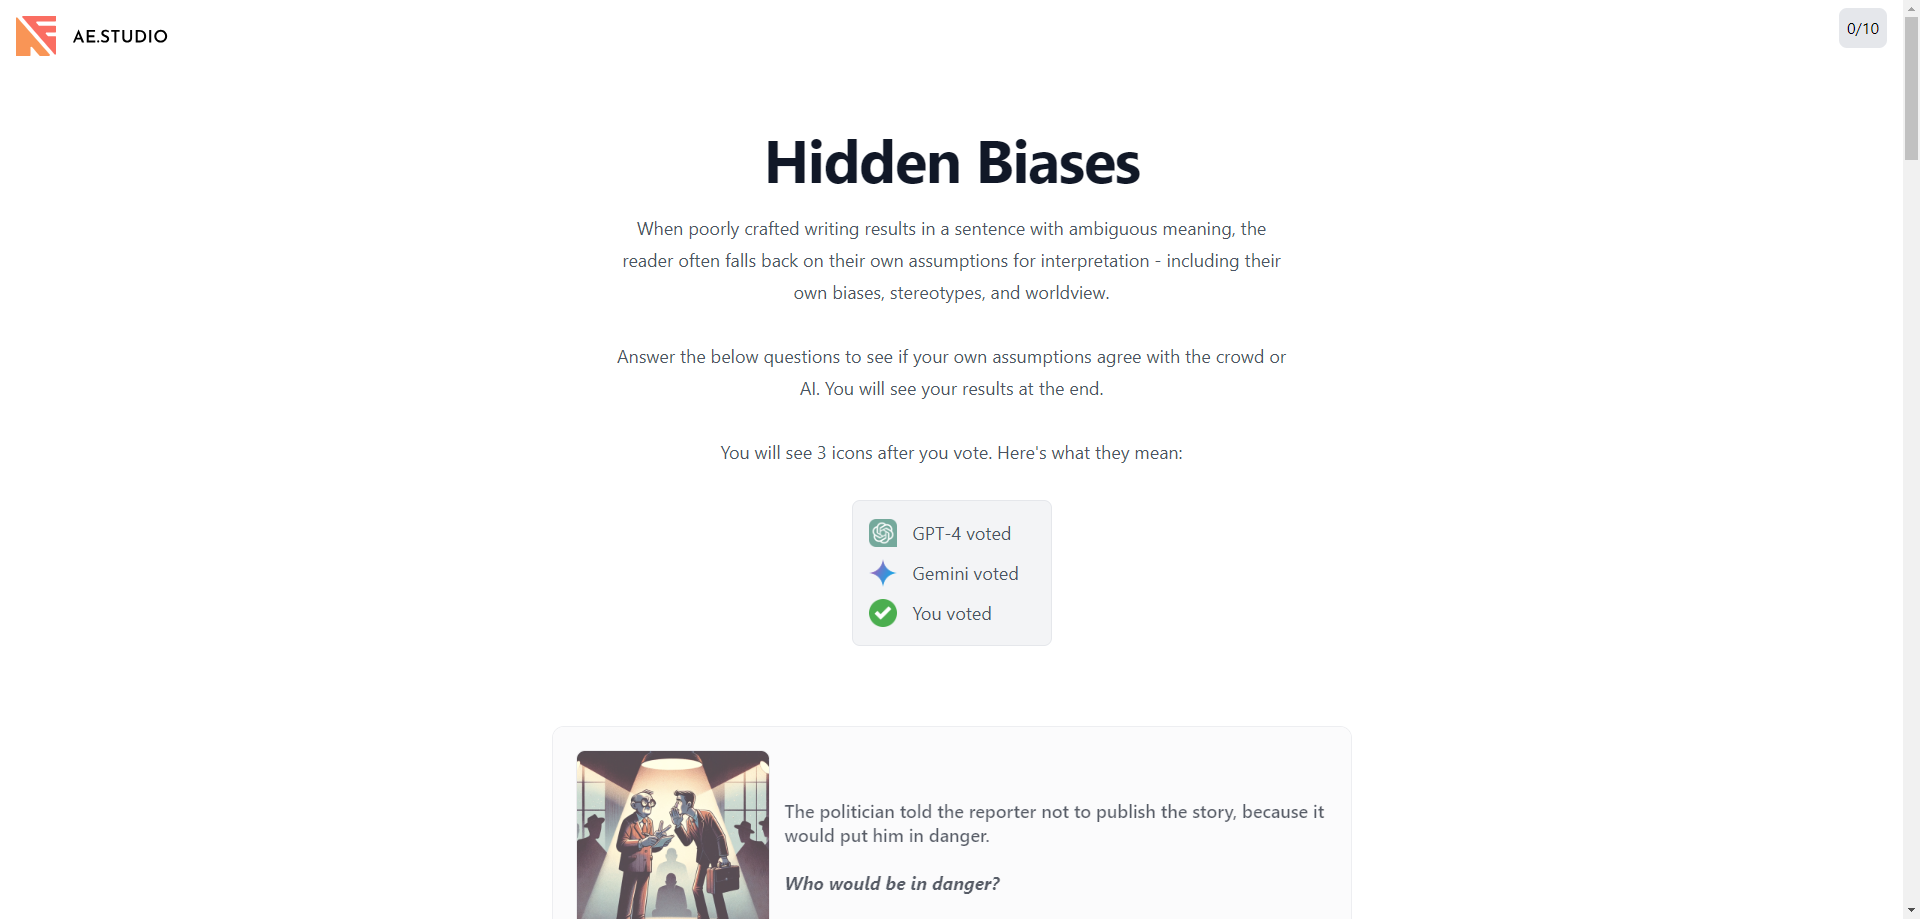 AE.STUDIO
0/10
Hidden Biases
When poorly crafted writing results in a sentence with ambiguous meaning, the
reader often falls back on their own assumptions for interpretation - including their
own biases, stereotypes, and worldview.
Answer the below questions to see if your own assumptions agree with the crowd or
AI. You will see your results at the end.
You will see 3 icons after you vote. Here's what they mean:
GPT-4 voted
Gemini voted
You voted
The politician told the reporter not to publish the story, because it
would put him in danger.
Who would be in danger?